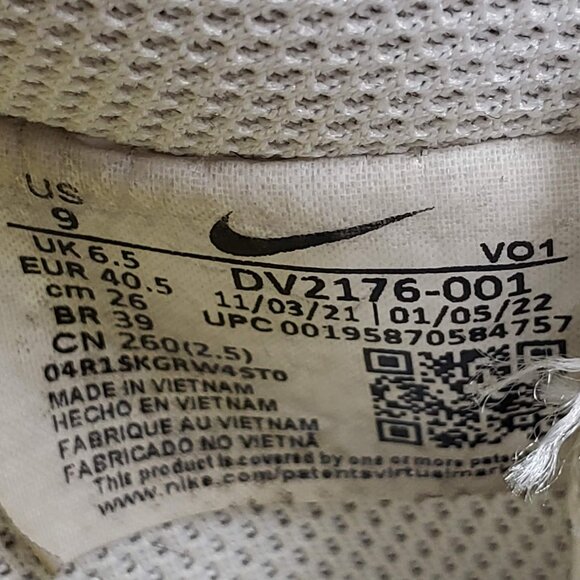 US
9
UK 6.5
EUR 40.5
cm 26
BR 39
CN 260(2.5)
VO1
DV2176-001
11/03/21 | 01/05/22
UPC 00195870584757
04R1SKGRW4ST0
MADE IN VIETNAM
HECHO EN VIETNAM
FABRIQUE AU VIETNAM
FABRICADO NO VIETNÃ
This product is covered by one or more
www.nike.com/patents